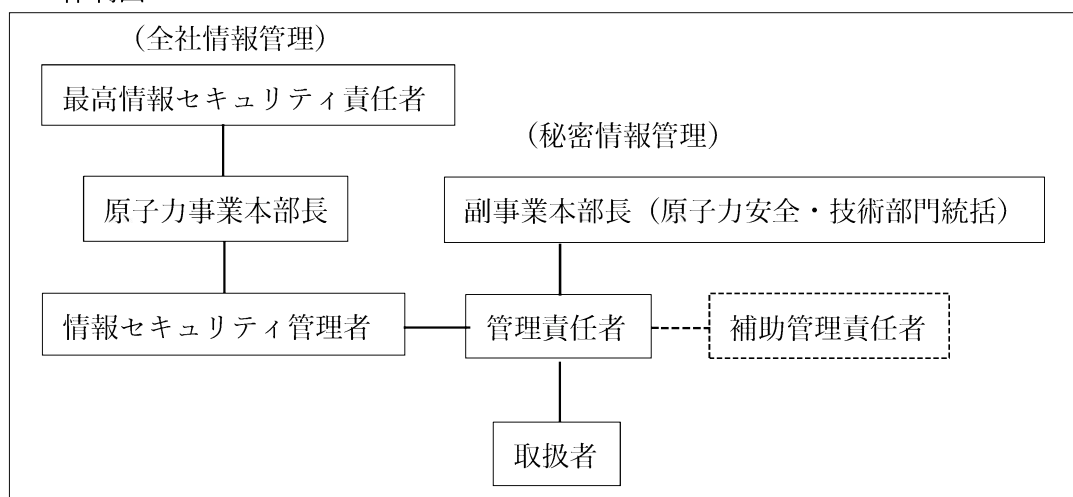 （全社情報管理）
最高情報セキュリティ責任者
（秘密情報管理）
原子力事業本部長
副事業本部長（原子力安全・技術部門統括）
情報セキュリティ管理者
管理責任者
補助管理責任者
取扱者